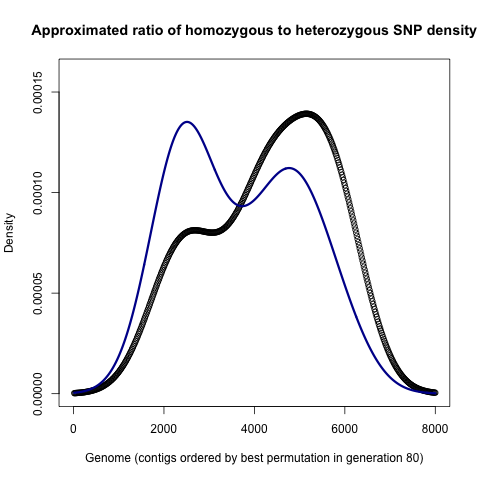 Approximated ratio of homozygous to heterozygous SNP density
Density
0.00015
0.00010
0.00005
0.00000
0 2000 4000 6000 8000
Genome (contigs ordered by best permutation in generation 80)